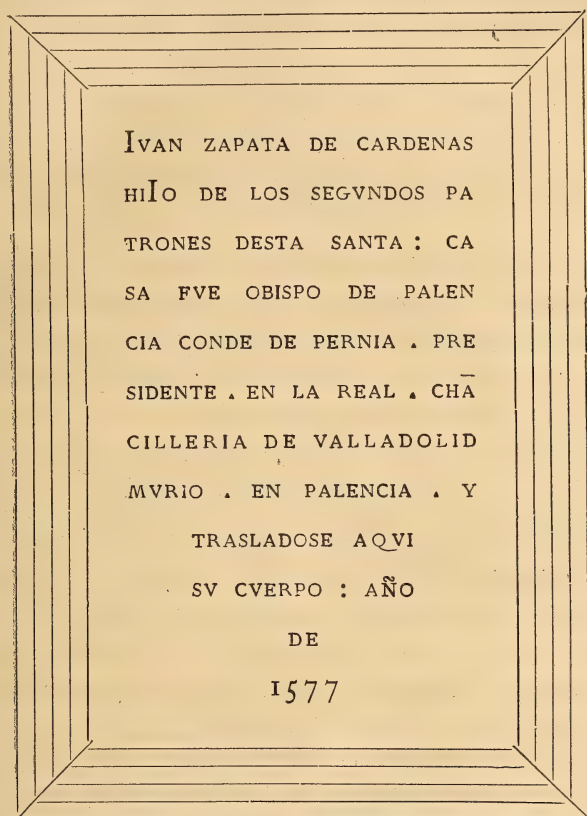 IVAN ZAPATA DE CARDENAS
HIIO DE LOS SEGVNDOS PA
TRONES DESTA SANTA : CA
SA FVE OBISPO DE PALEN
CIA CONDE DE PERNIA . PRE
SIDENTE . EN LA REAL . CHĀ
CILLERIA DE VALLADOLID
MVRIO . EN PALENCIA . Y
TRASLADOSE AQVI
SV CVERPO : AÑO
DE
1577